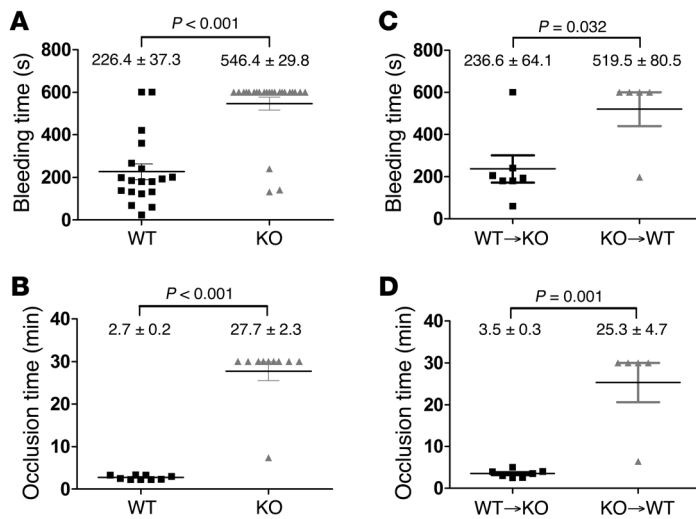 A
P < 0.001
226.4 ± 37.3 546.4 ± 29.8
Bleeding time (s)
800
600
400
200
0
WT KO
B
P < 0.001
2.7 ± 0.2 27.7 ± 2.3
Occlusion time (min)
40
30
20
10
0
WT KO
C
P = 0.032
236.6 ± 64.1 519.5 ± 80.5
Bleeding time (s)
800
600
400
200
0
WT→KO KO→WT
D
P = 0.001
3.5 ± 0.3 25.3 ± 4.7
Occlusion time (min)
40
30
20
10
0
WT→KO KO→WT